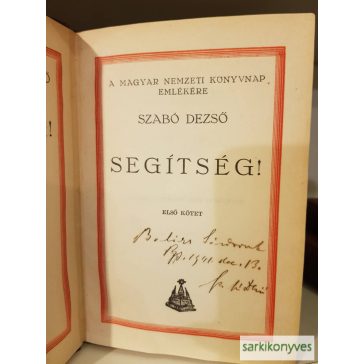 A MAGYAR NEMZETI KÖNYVNAP
EMLÉKÉRE
SZABÓ DEZSŐ
SEGÍTSÉG!
ELSŐ KÖTET
Bp. 1941. dec. 13.
sarkikonyves